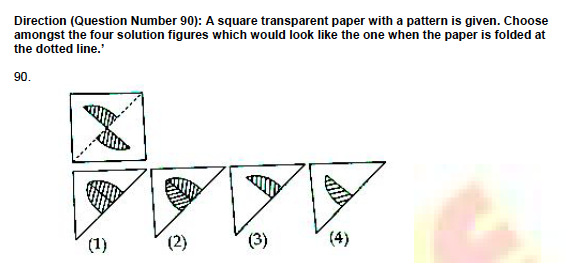 Direction (Question Number 90): A square transparent paper with a pattern is given. Choose
amongst the four solution figures which would look like the one when the paper is folded at
the dotted line.’
90.
(1) (2) (3) (4)